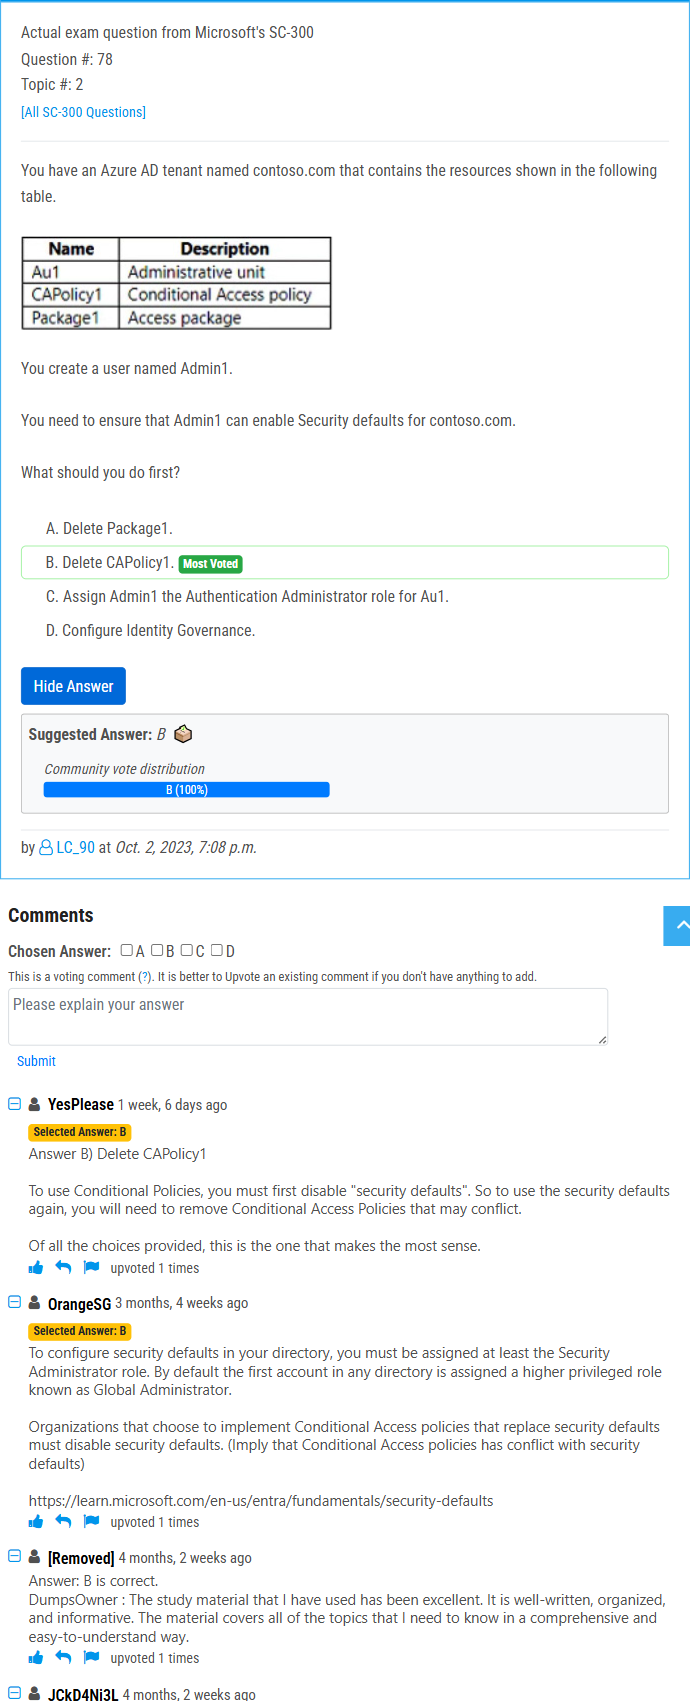 Actual exam question from Microsoft's SC-300
Question #: 78
Topic #: 2
[All SC-300 Questions]
You have an Azure AD tenant named contoso.com that contains the resources shown in the following
table.
Name Description
Au1 Administrative unit
CAPolicy1 Conditional Access policy
Package1 Access package
You create a user named Admin1.
You need to ensure that Admin1 can enable Security defaults for contoso.com.
What should you do first?
A. Delete Package1.
B. Delete CAPolicy1. Most Voted
C. Assign Admin1 the Authentication Administrator role for Au1.
D. Configure Identity Governance.
Hide Answer
Suggested Answer: B
Community vote distribution
B (100%)
by LC_90 at Oct. 2, 2023, 7:08 p.m.
Comments
Chosen Answer: A B C D
This is a voting comment (?). It is better to Upvote an existing comment if you don't have anything to add.
Please explain your answer
Submit
YesPlease 1 week, 6 days ago
Selected Answer: B
Answer B) Delete CAPolicy1
To use Conditional Policies, you must first disable "security defaults". So to use the security defaults
again, you will need to remove Conditional Access Policies that may conflict.
Of all the choices provided, this is the one that makes the most sense.
upvoted 1 times
OrangeSG 3 months, 4 weeks ago
Selected Answer: B
To configure security defaults in your directory, you must be assigned at least the Security
Administrator role. By default the first account in any directory is assigned a higher privileged role
known as Global Administrator.
Organizations that choose to implement Conditional Access policies that replace security defaults
must disable security defaults. (Imply that Conditional Access policies has conflict with security
defaults)
https://learn.microsoft.com/en-us/entra/fundamentals/security-defaults
upvoted 1 times
[Removed] 4 months, 2 weeks ago
Answer: B is correct.
DumpsOwner : The study material that I have used has been excellent. It is well-written, organized,
and informative. The material covers all of the topics that I need to know in a comprehensive and
easy-to-understand way.
upvoted 1 times
JCkD4Ni3L 4 months, 2 weeks ago